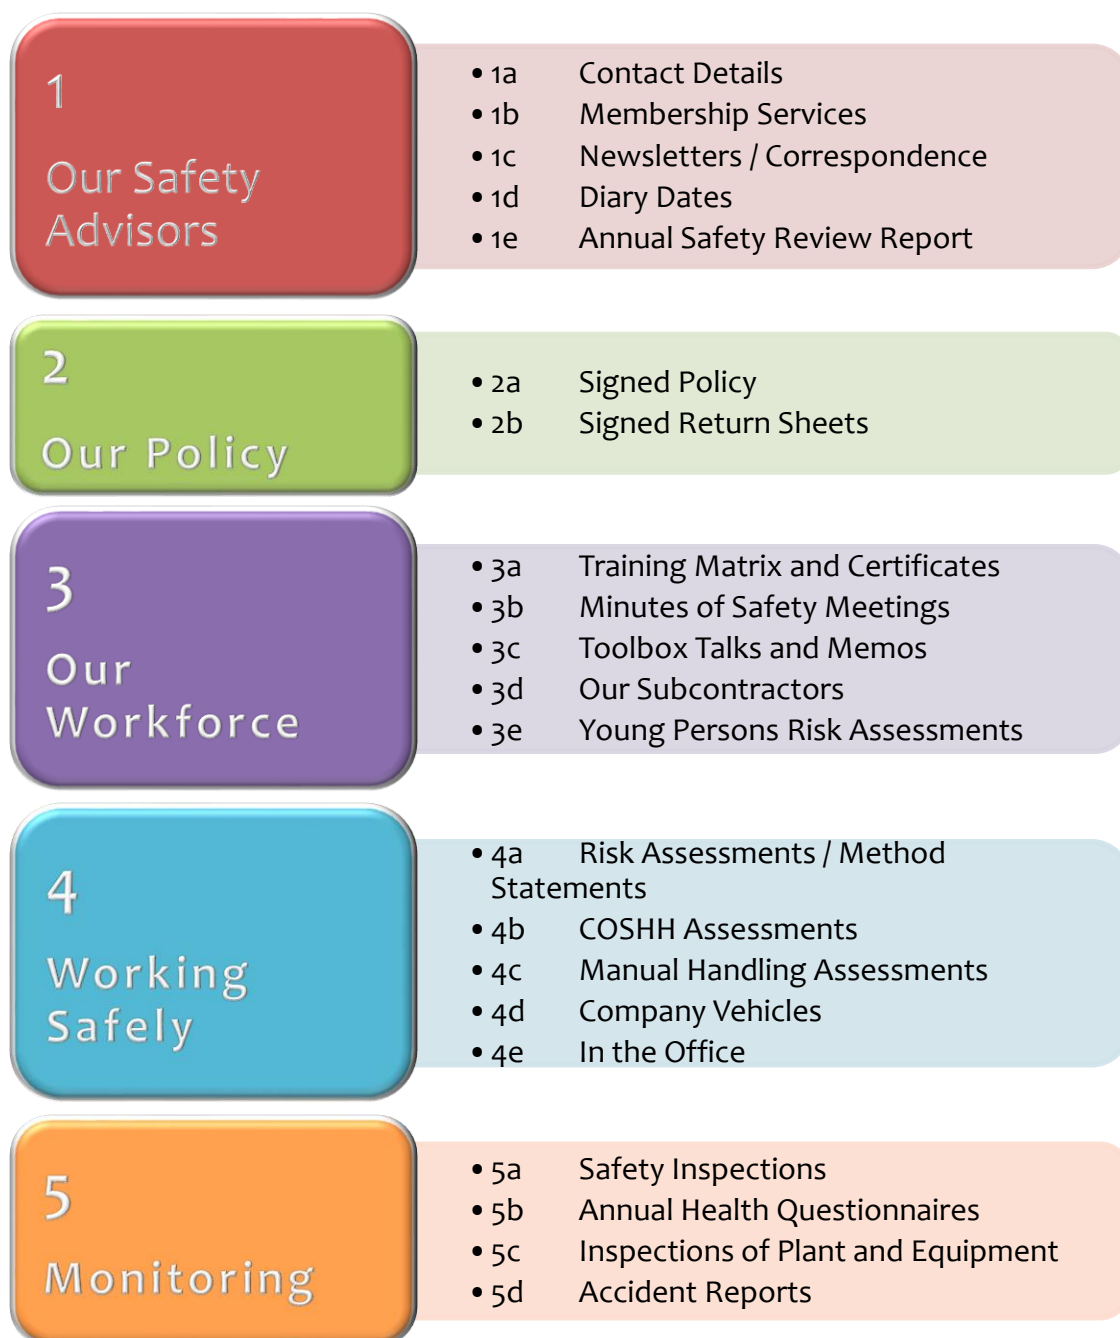 1
Our Safety
Advisors
• 1a Contact Details
• 1b Membership Services
• 1c Newsletters / Correspondence
• 1d Diary Dates
• 1e Annual Safety Review Report
2
Our Policy
• 2a Signed Policy
• 2b Signed Return Sheets
3
Our
Workforce
• 3a Training Matrix and Certificates
• 3b Minutes of Safety Meetings
• 3c Toolbox Talks and Memos
• 3d Our Subcontractors
• 3e Young Persons Risk Assessments
4
Working
Safely
• 4a Risk Assessments / Method
Statements
• 4b COSHH Assessments
• 4c Manual Handling Assessments
• 4d Company Vehicles
• 4e In the Office
5
Monitoring
• 5a Safety Inspections
• 5b Annual Health Questionnaires
• 5c Inspections of Plant and Equipment
• 5d Accident Reports